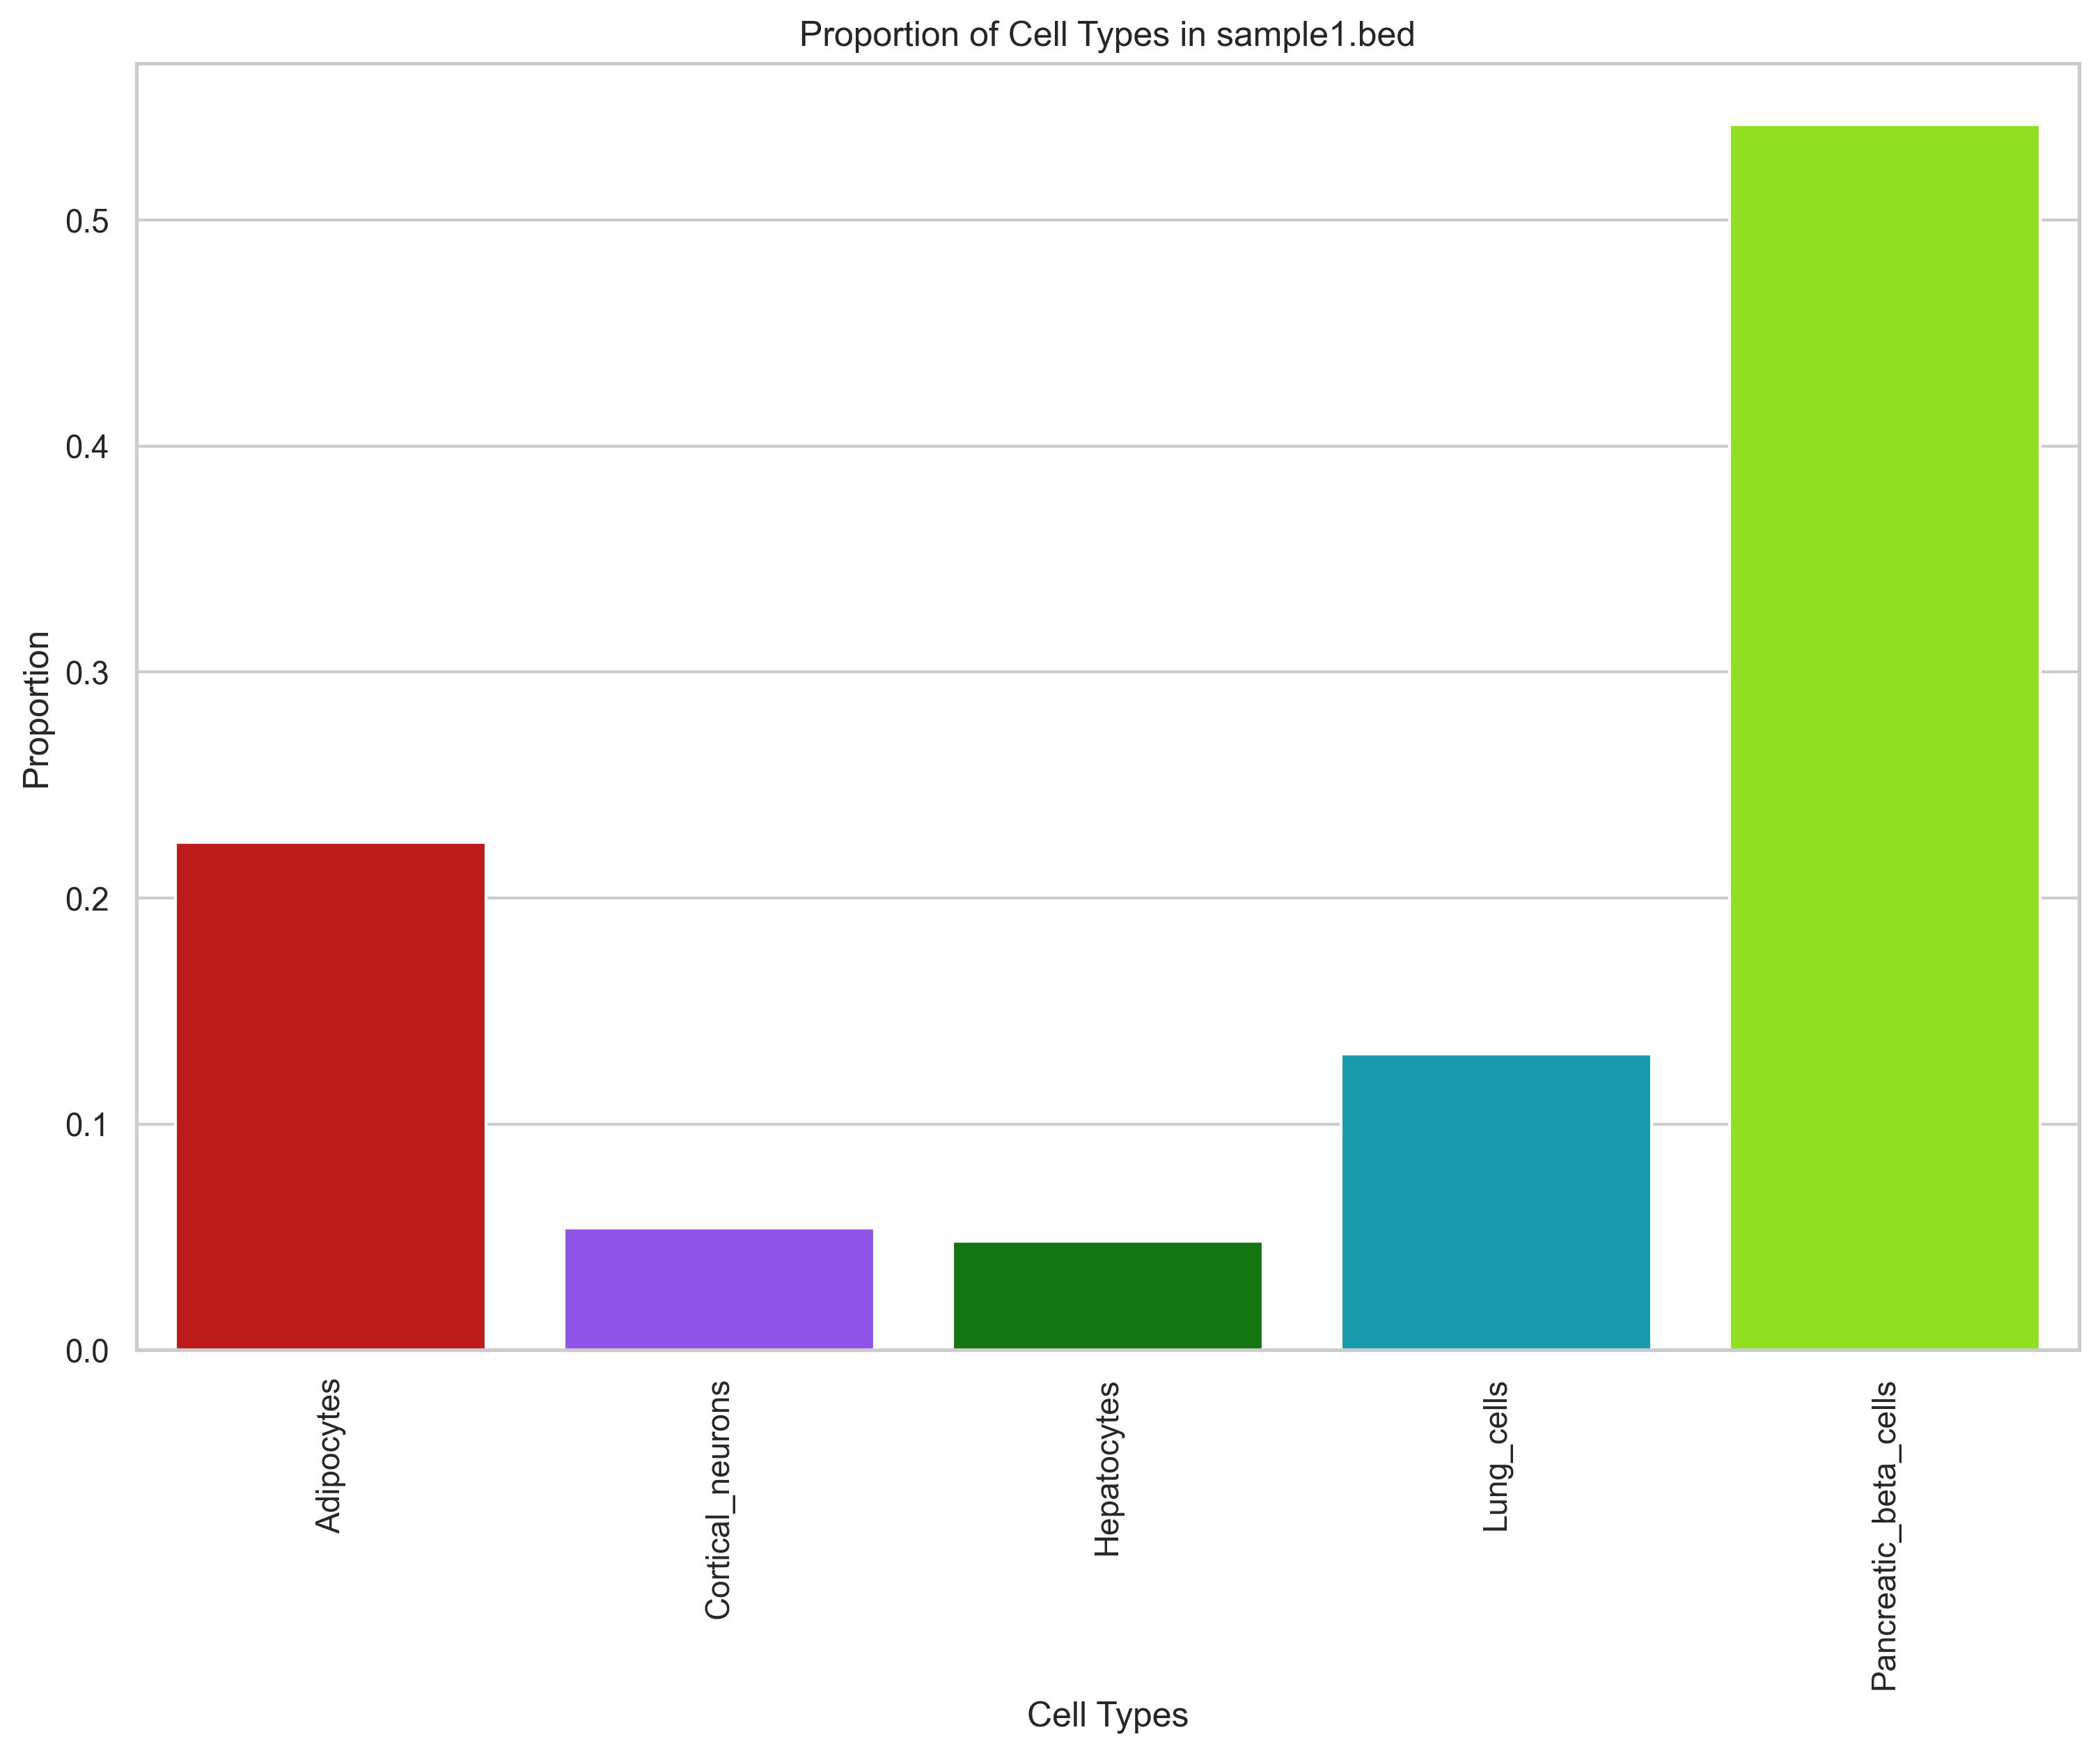 Proportion of Cell Types in sample1.bed
Proportion
0.5
0.4
0.3
0.2
0.1
0.0
Adipocytes
Cortical_neurons
Hepatocytes
Lung_cells
Pancreatic_beta_cells
Cell Types